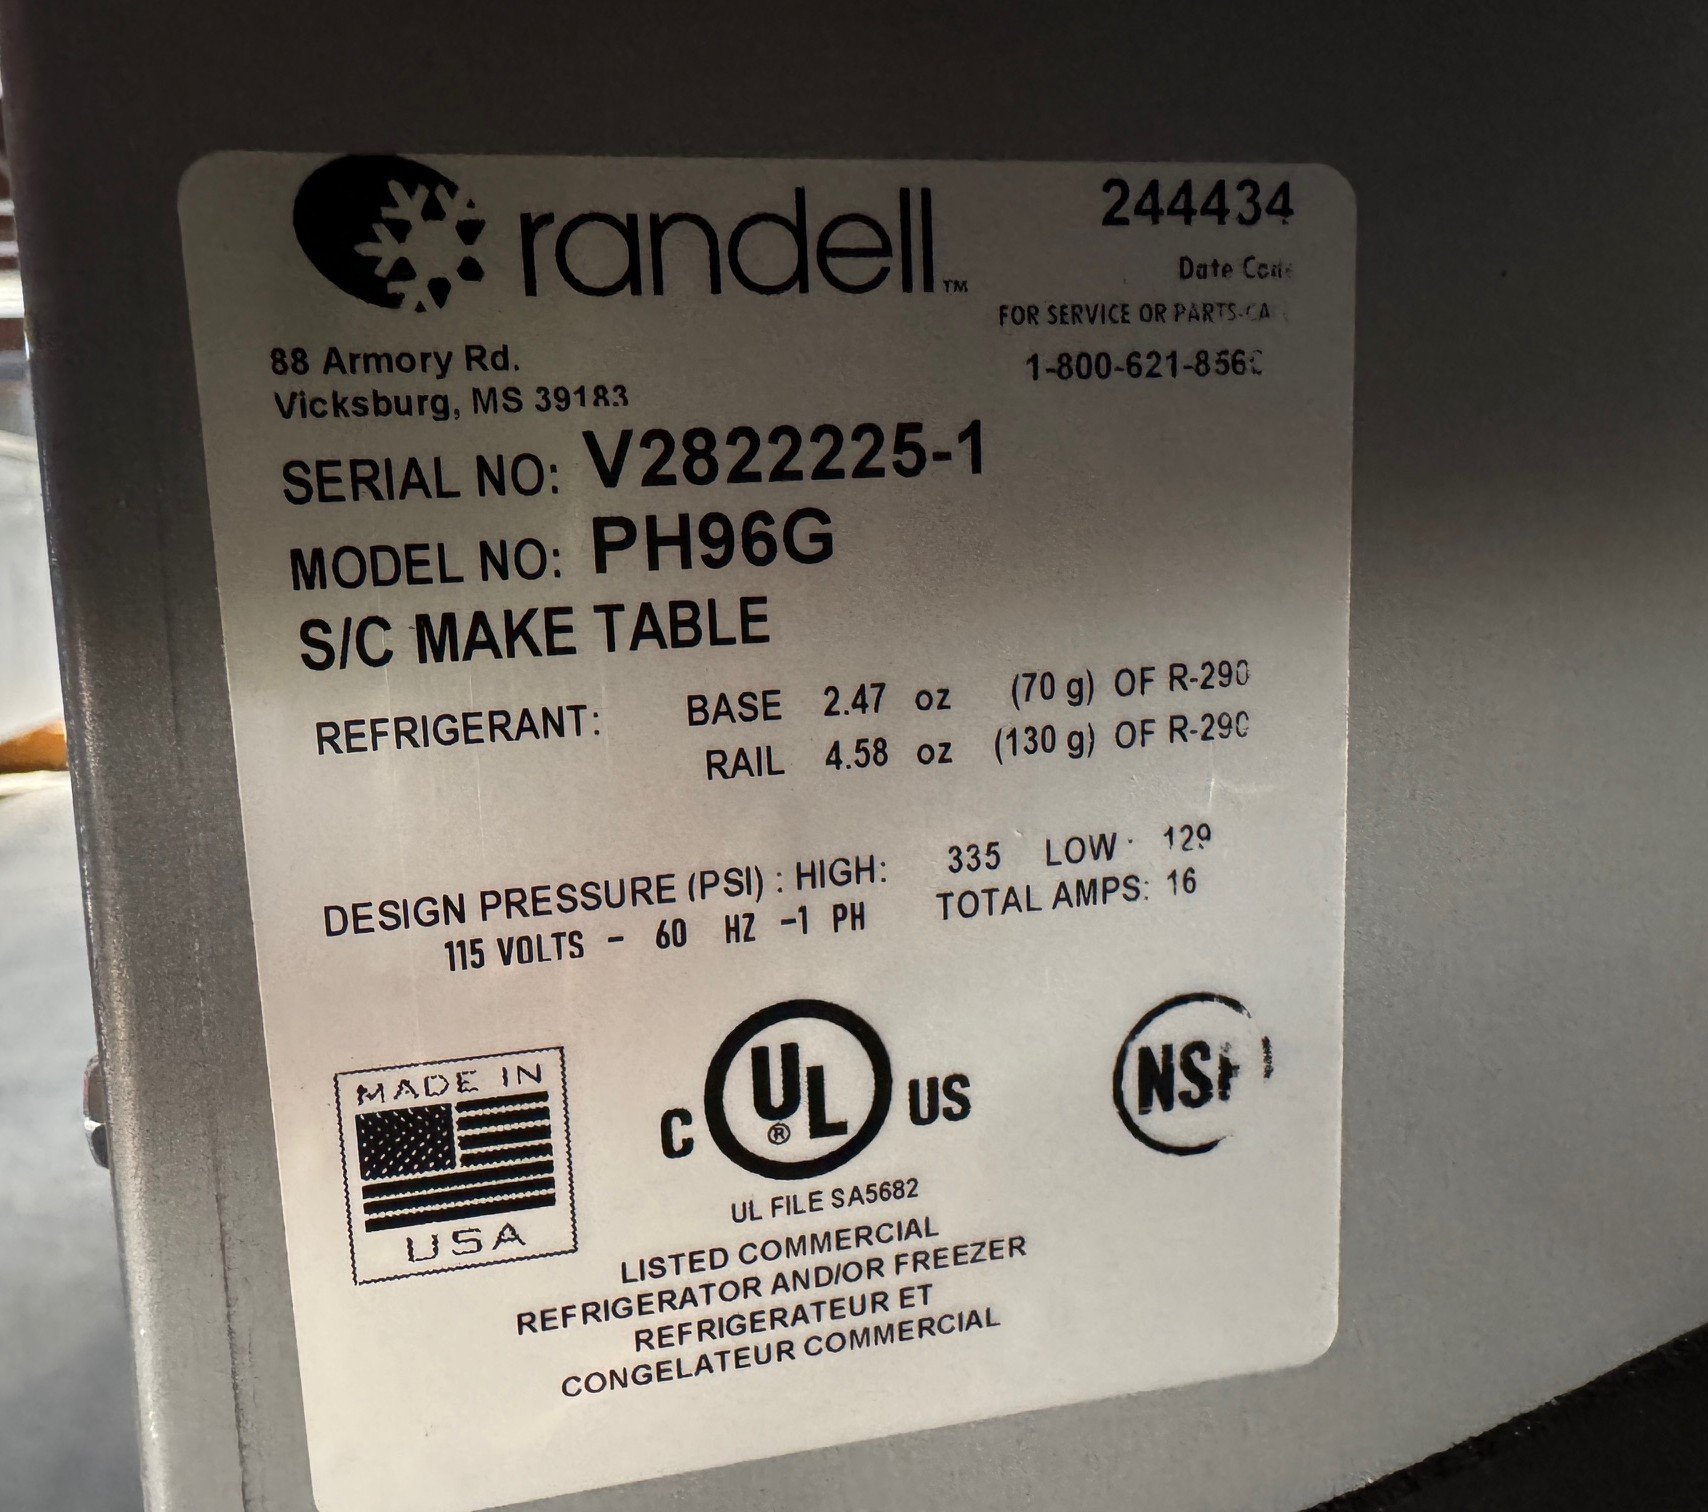 randell™
244434
Date Code
FOR SERVICE OR PARTS-CA
88 Armory Rd.
Vicksburg, MS 39183
SERIAL NO: V2822225-1
MODEL NO: PH96G
S/C MAKE TABLE
REFRIGERANT: BASE 2.47 oz (70 g) OF R-290
RAIL 4.58 oz (130 g) OF R-290
DESIGN PRESSURE (PSI) : HIGH: 335 LOW: 129
115 VOLTS - 60 HZ -1 PH TOTAL AMPS: 16
MADE IN
USA
C UL® US
NSF
UL FILE SA5682
LISTED COMMERCIAL
REFRIGERATOR AND/OR FREEZER
REFRIGERATEUR ET
CONGELATEUR COMMERCIAL